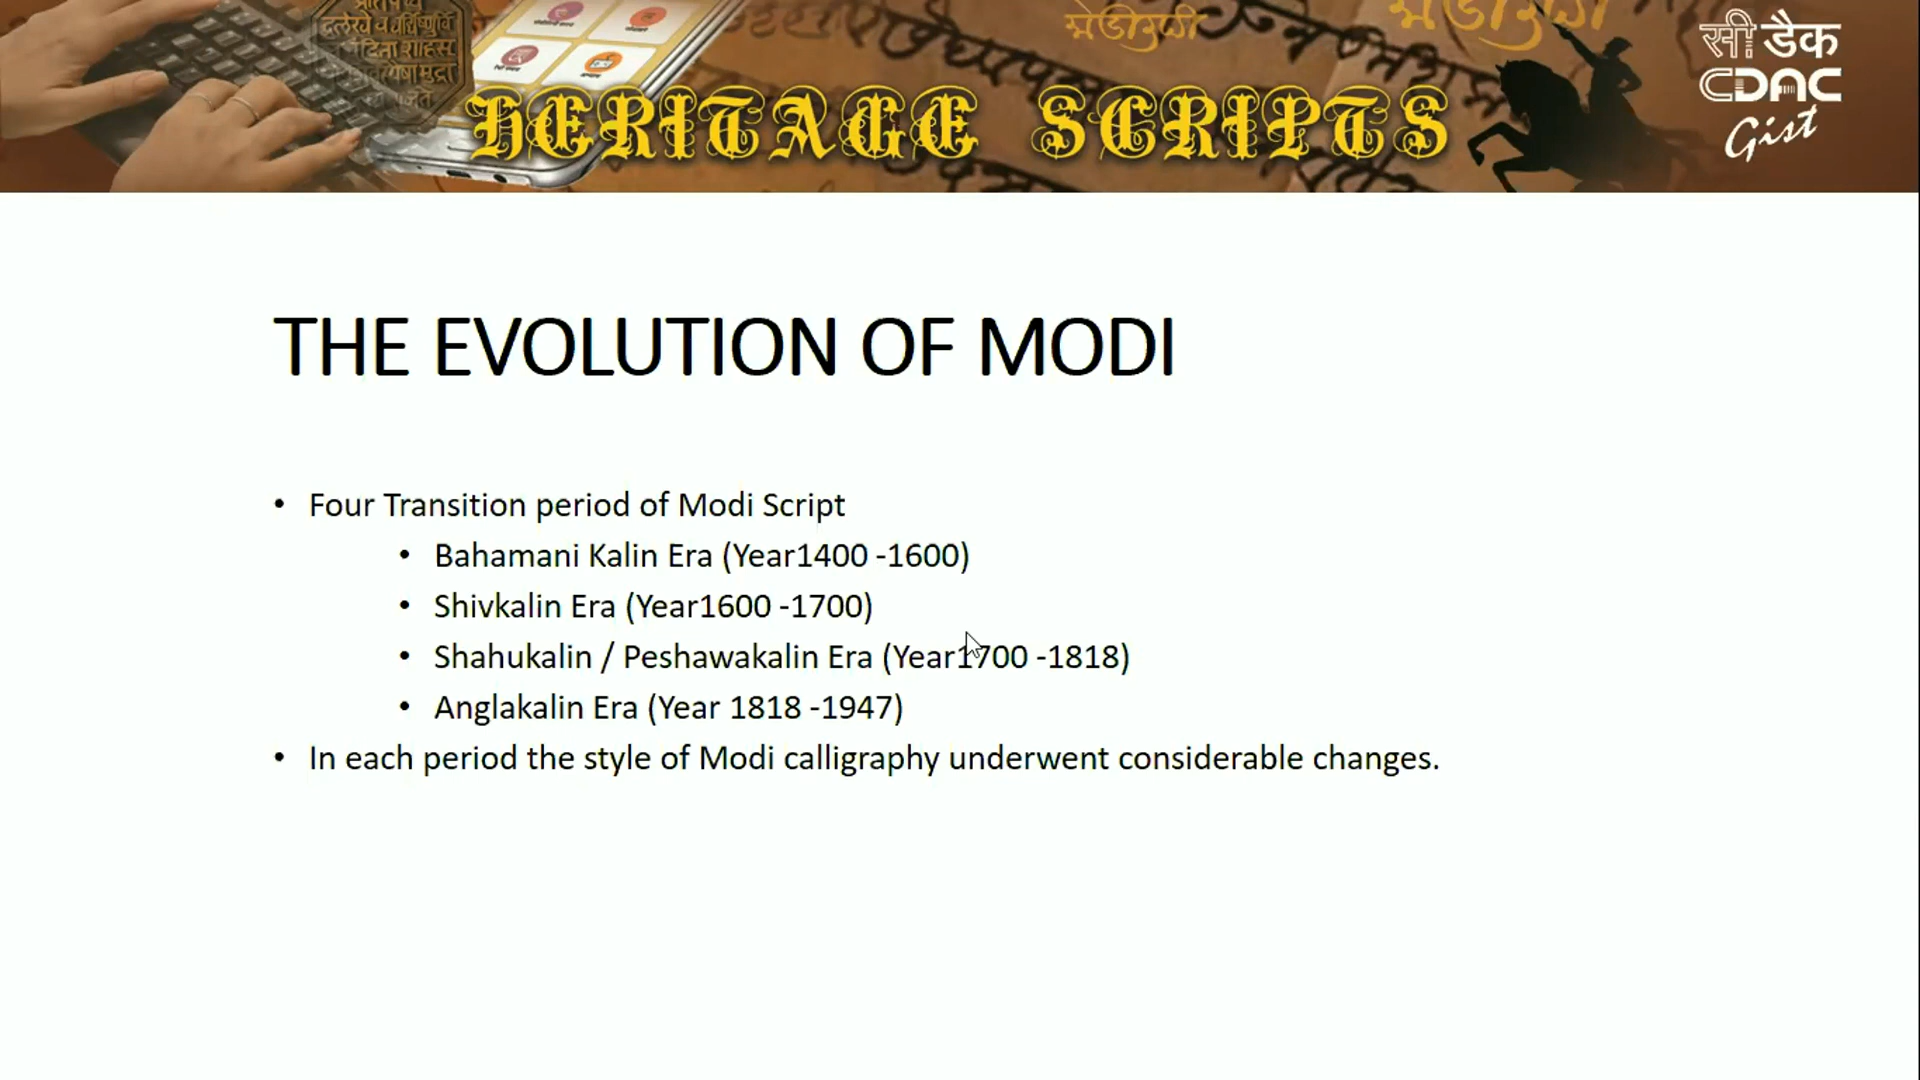 HERITAGE SCRIPTS
सी डैक
CDAC
Gist
THE EVOLUTION OF MODI
• Four Transition period of Modi Script
• Bahamani Kalin Era (Year1400 -1600)
• Shivkalin Era (Year1600 -1700)
• Shahukalin / Peshawakalin Era (Year1700 -1818)
• Anglakalin Era (Year 1818 -1947)
• In each period the style of Modi calligraphy underwent considerable changes.